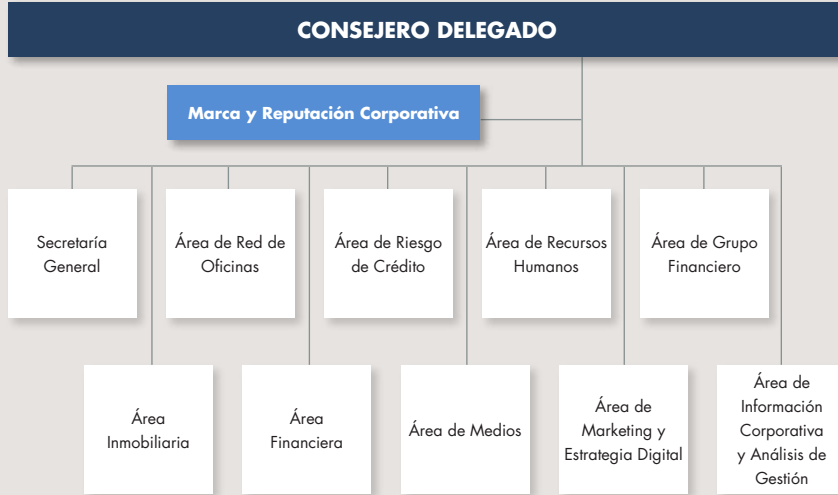 CONSEJERO DELEGADO
Marca y Reputación Corporativa
Secretaría
General
Área de Red de
Oficinas
Área de Riesgo
de Crédito
Área de Recursos
Humanos
Área de Grupo
Financiero
Área
Inmobiliaria
Área
Financiera
Área de Medios
Área de
Marketing y
Estrategia Digital
Área de
Información
Corporativa
y Análisis de
Gestión